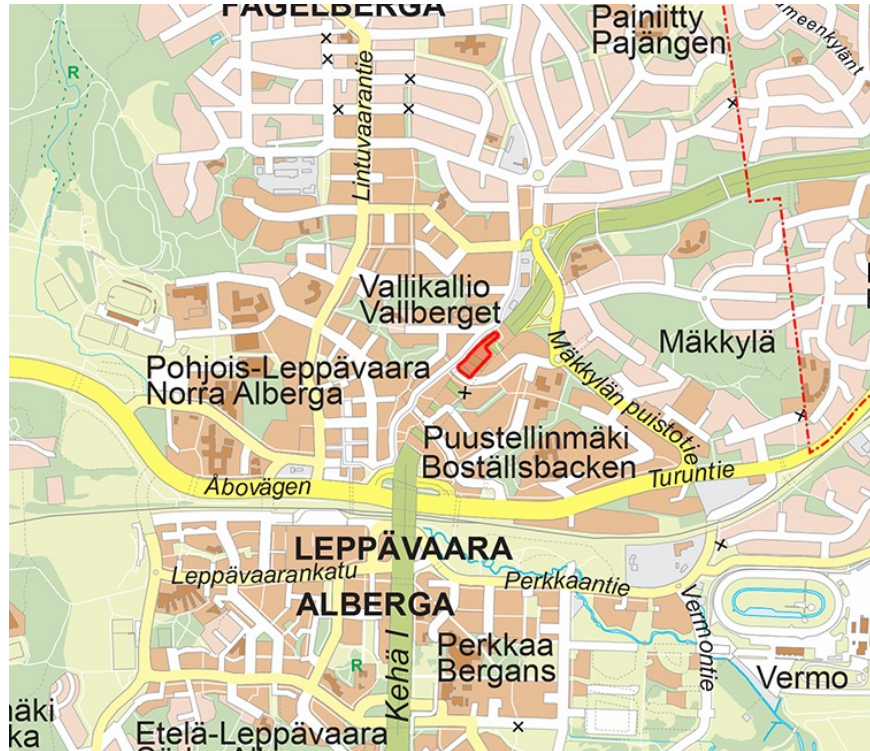 FÅGELBERGA
Painiitty
Pajängen
Lintuvaarantie
R
Vallikallio
Vallberget
Mäkkylä
Mäkkylän puistotie
Pohjois-Leppävaara
Norra Alberga
Puustellinmäki
Boställsbacken
Turuntie
Åbovägen
LEPPÄVAARA
ALBERGA
Leppävaarankatu
Perkkaantie
Vermontie
Kehä I
Perkkaa
Bergans
R
Vermo
Etelä-Leppävaara